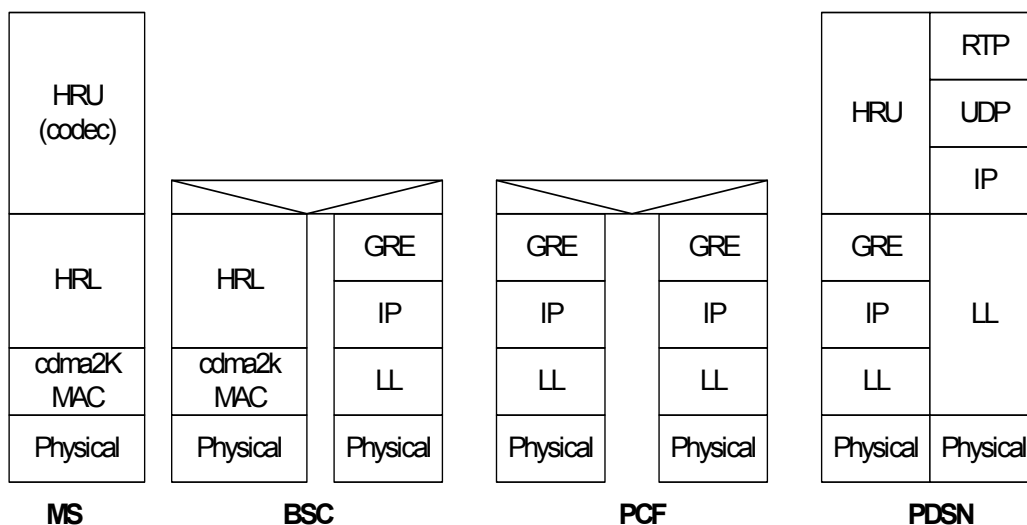 HRU
(codec)
HRL
cdma2K
MAC
Physical
MS
HRL
cdma2k
MAC
Physical
GRE
IP
LL
Physical
BSC
GRE
IP
LL
Physical
GRE
IP
LL
Physical
PCF
HRU
GRE
IP
LL
Physical
RTP
UDP
IP
LL
Physical
PDSN